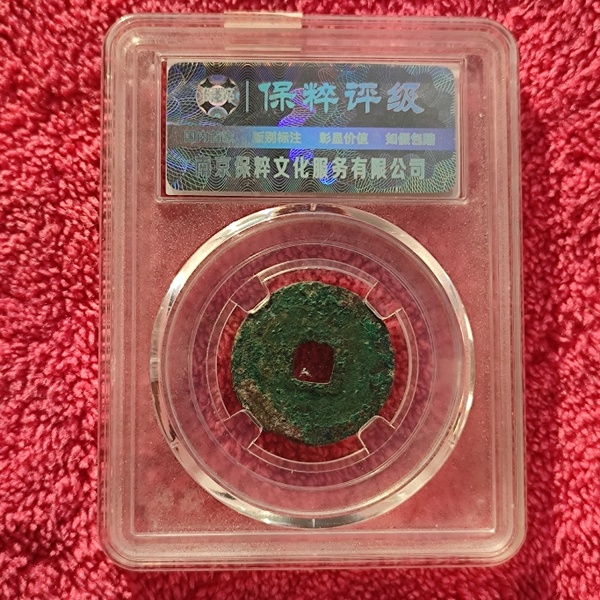 保粹评级
版别标注 彰显价值 如假包赔
南京保粹文化服务有限公司